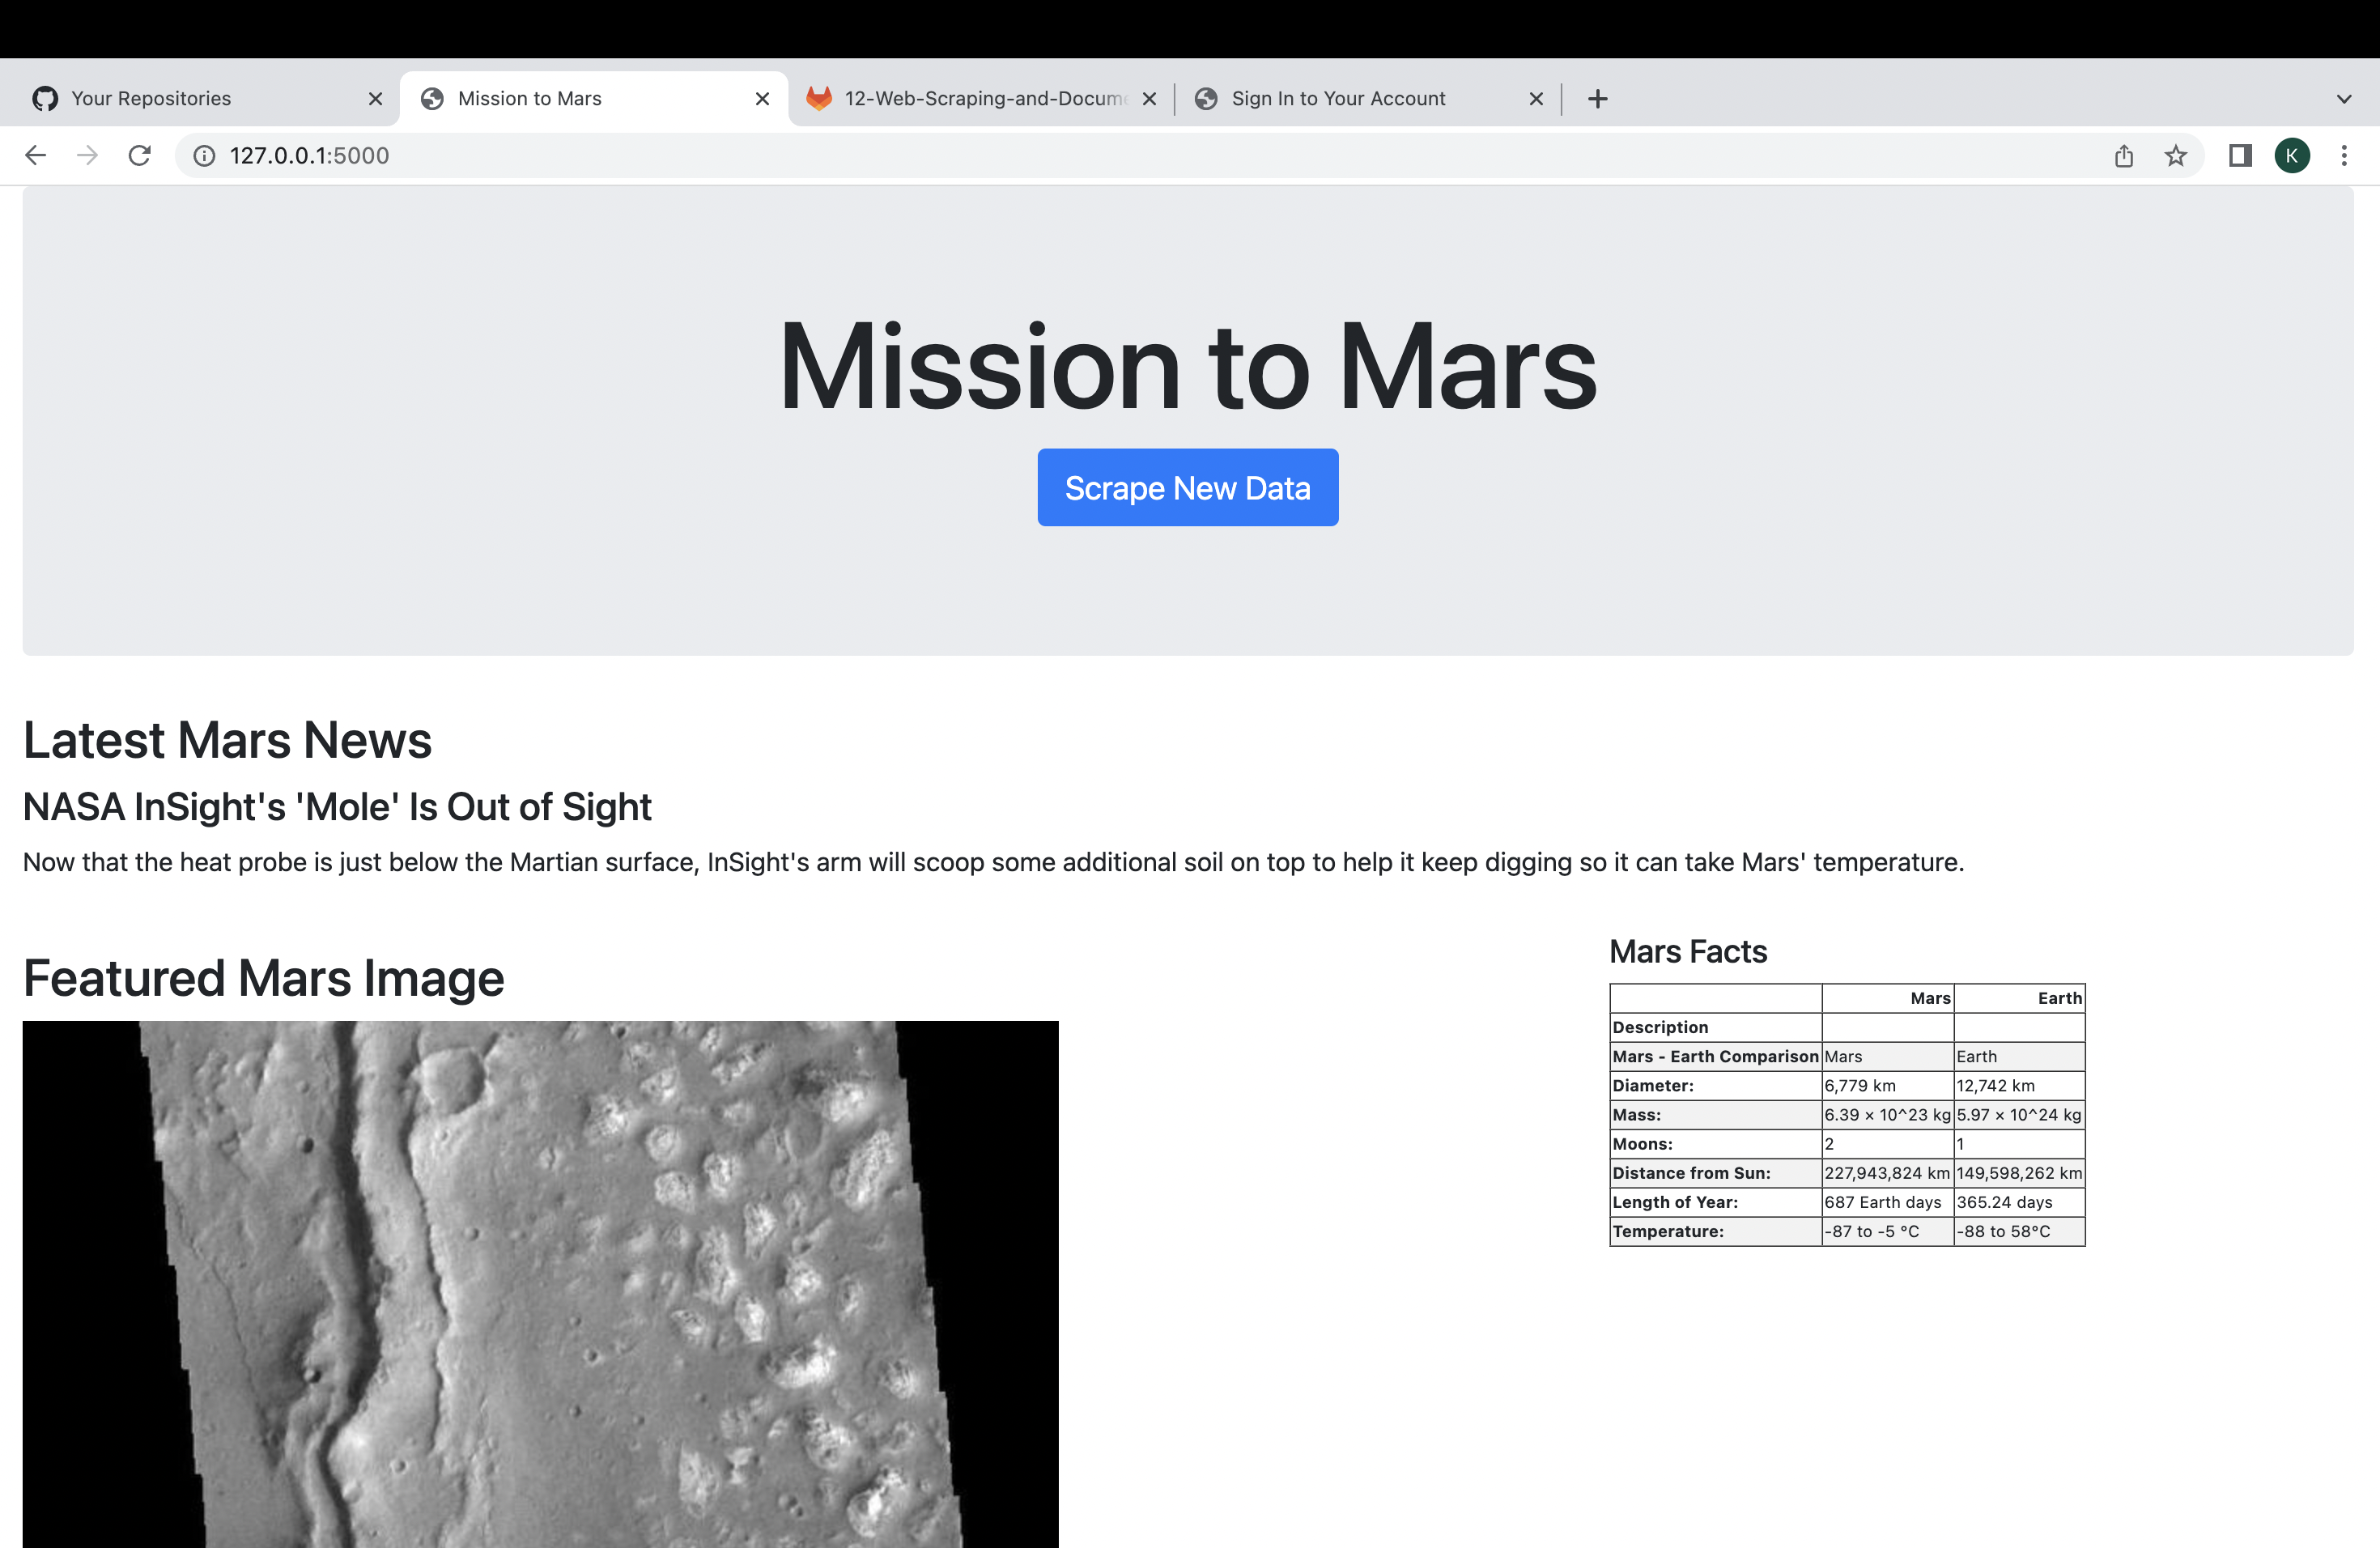 Your Repositories
Mission to Mars
12-Web-Scraping-and-Docum
Sign In to Your Account
127.0.0.1:5000
K
Mission to Mars
Scrape New Data
Latest Mars News
NASA InSight's 'Mole' Is Out of Sight
Now that the heat probe is just below the Martian surface, InSight's arm will scoop some additional soil on top to help it keep digging so it can take Mars' temperature.
Featured Mars Image
Mars Facts
Mars Earth
Description
Mars - Earth Comparison Mars Earth
Diameter: 6,779 km 12,742 km
Mass: 6.39 × 10^23 kg 5.97 × 10^24 kg
Moons: 2 1
Distance from Sun: 227,943,824 km 149,598,262 km
Length of Year: 687 Earth days 365.24 days
Temperature: -87 to -5 °C -88 to 58°C